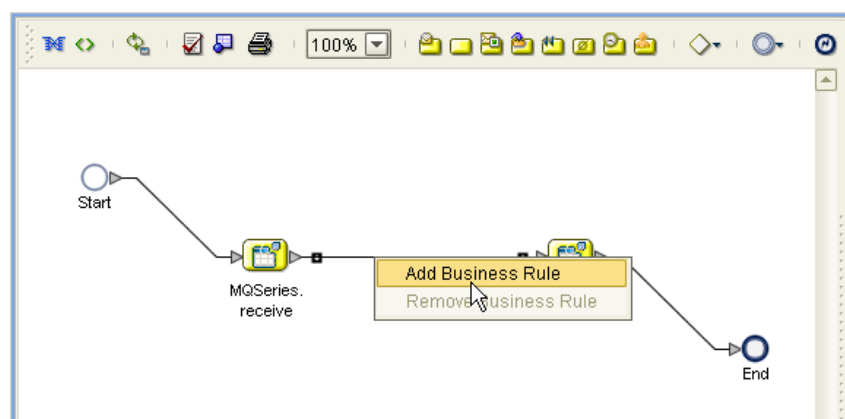 100%
Start
MQSeries.
receive
Add Business Rule
Remove Business Rule
End